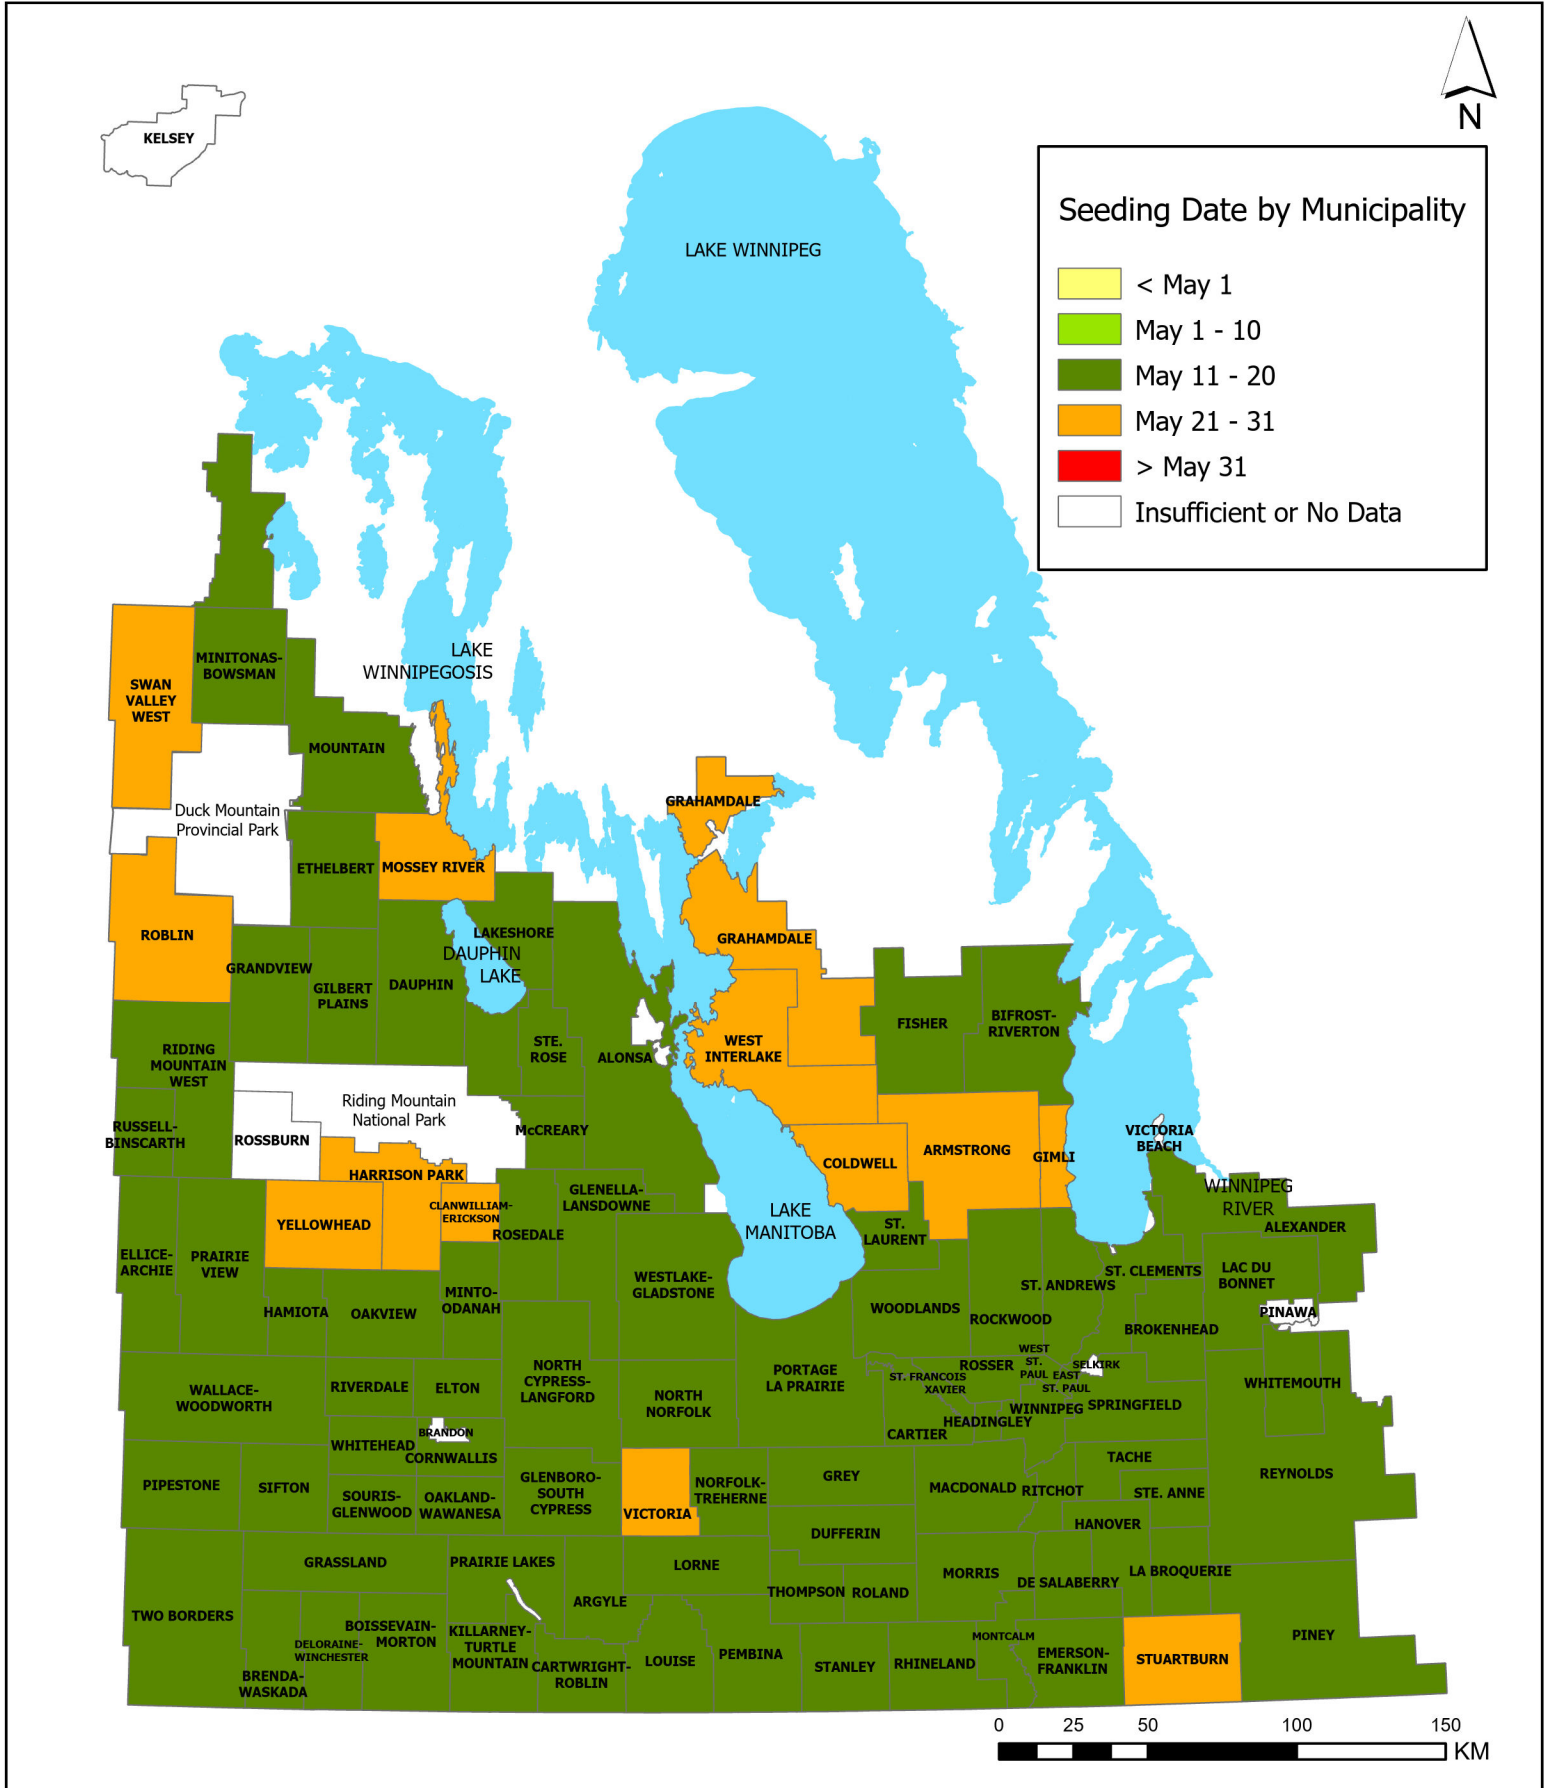 N
KELSEY
Seeding Date by Municipality
< May 1
May 1 - 10
May 11 - 20
May 21 - 31
> May 31
Insufficient or No Data
LAKE WINNIPEG
LAKE
WINNIPEGOSIS
MINITONAS-
BOWSMAN
SWAN
VALLEY
WEST
MOUNTAIN
Duck Mountain
Provincial Park
GRAHAMDALE
ETHELBERT
MOSSEY RIVER
ROBLIN
LAKESHORE
DAUPHIN
LAKE
GRAHAMDALE
GRANDVIEW
GILBERT
PLAINS
DAUPHIN
FISHER
BIFROST-
RIVERTON
RIDING
MOUNTAIN
WEST
STE.
ROSE
ALONSA
WEST
INTERLAKE
Riding Mountain
National Park
RUSSELL-
BINSCARTH
ROSSBURN
McCREARY
VICTORIA
BEACH
HARRISON PARK
COLDWELL
ARMSTRONG
GIMLI
CLANWILLIAM-
ERICKSON
GLENELLA-
LANSDOWNE
WINNIPEG
RIVER
YELLOWHEAD
ROSEDALE
LAKE
MANITOBA
ST.
LAURENT
ALEXANDER
ELLICE-
ARCHIE
PRAIRIE
VIEW
WESTLAKE-
GLADSTONE
ST. CLEMENTS
LAC DU
BONNET
ST. ANDREWS
HAMIOTA
OAKVIEW
MINTO-
ODANAH
WOODLANDS
ROCKWOOD
PINAWA
BROKENHEAD
NORTH
CYPRESS-
LANGFORD
PORTAGE
LA PRAIRIE
ROSSER
WEST
ST.
PAUL
EAST
ST. PAUL
SELKIRK
ST. FRANCOIS
XAVIER
WALLACE-
WOODWORTH
RIVERDALE
ELTON
NORTH
NORFOLK
WHITEMOUTH
WINNIPEG
SPRINGFIELD
HEADINGLEY
CARTIER
BRANDON
WHITEHEAD
CORNWALLIS
TACHE
PIPESTONE
SIFTON
SOURIS-
GLENWOOD
OAKLAND-
WAWANESA
GLENBORO-
SOUTH
CYPRESS
VICTORIA
NORFOLK-
TREHERNE
GREY
MACDONALD
RITCHOT
STE. ANNE
REYNOLDS
HANOVER
DUFFERIN
GRASSLAND
PRAIRIE LAKES
LORNE
MORRIS
DE SALABERRY
LA BROQUERIE
THOMPSON
ROLAND
ARGYLE
TWO BORDERS
BOISSEVAIN-
MORTON
DELORAINE-
WINCHESTER
BRENDA-
WASKADA
KILLARNEY-
TURTLE
MOUNTAIN
CARTWRIGHT-
ROBLIN
LOUISE
PEMBINA
STANLEY
RHINELAND
MONTCALM
EMERSON-
FRANKLIN
STUARTBURN
PINEY
0 25 50 100 150
KM